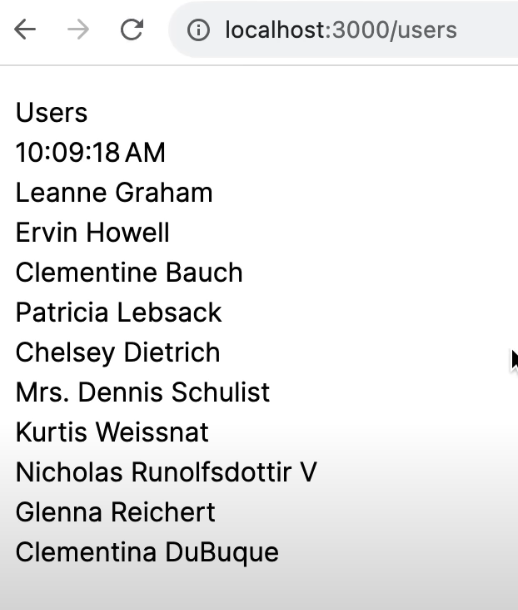 localhost:3000/users
Users
10:09:18 AM
Leanne Graham
Ervin Howell
Clementine Bauch
Patricia Lebsack
Chelsey Dietrich
Mrs. Dennis Schulist
Kurtis Weissnat
Nicholas Runolfsdottir V
Glenna Reichert
Clementina DuBuque